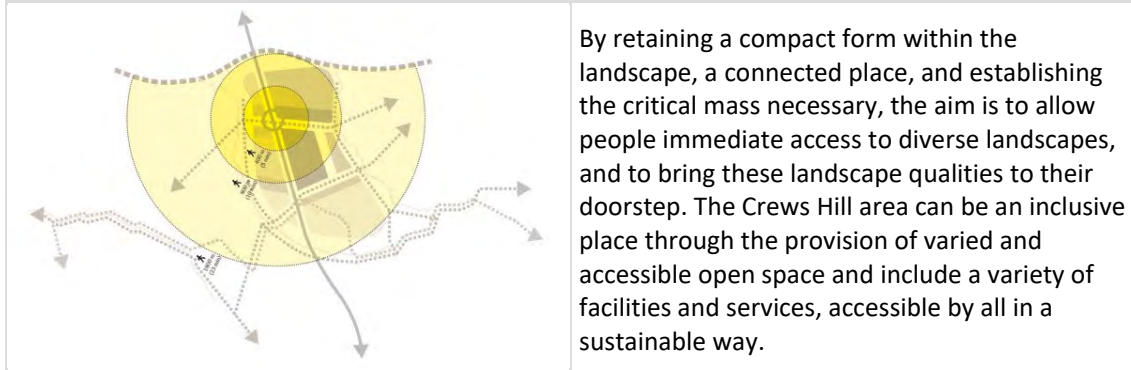 By retaining a compact form within the
landscape, a connected place, and establishing
the critical mass necessary, the aim is to allow
people immediate access to diverse landscapes,
and to bring these landscape qualities to their
doorstep. The Crews Hill area can be an inclusive
place through the provision of varied and
accessible open space and include a variety of
facilities and services, accessible by all in a
sustainable way.